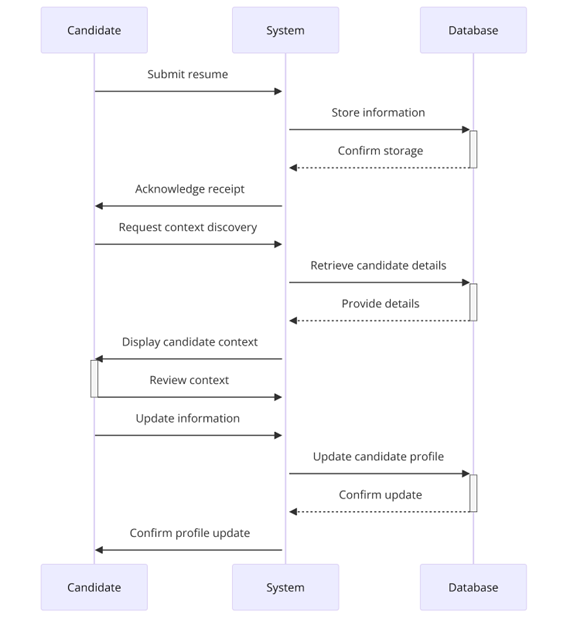 Candidate
System
Database
Submit resume
Store information
Confirm storage
Acknowledge receipt
Request context discovery
Retrieve candidate details
Provide details
Display candidate context
Review context
Update information
Update candidate profile
Confirm update
Confirm profile update
Candidate
System
Database